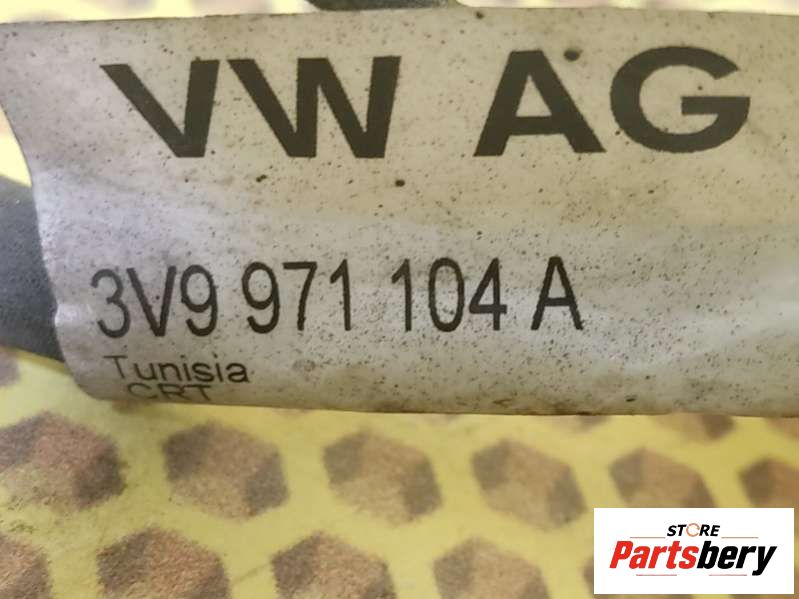 VW AG
3V9 971 104 A
Tunisia
CRT
STORE
Partsbery